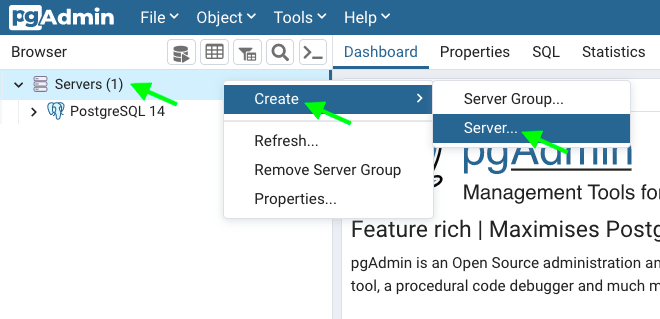 pgAdmin File Object Tools Help
Browser Dashboard Properties SQL Statistics
Servers (1)
PostgreSQL 14
Create
Refresh...
Remove Server Group
Properties...
Server Group...
Server...
pgAdmin
Management Tools for
Feature rich | Maximises Postg
pgAdmin is an Open Source administration an
tool, a procedural code debugger and much m